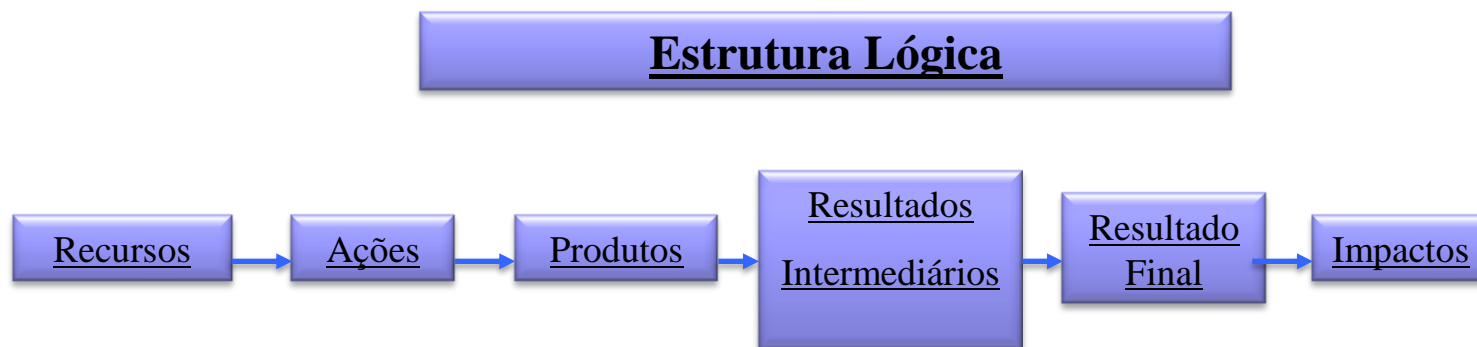 Estrutura Lógica
Recursos
Ações
Produtos
Resultados
Intermediários
Resultado
Final
Impactos